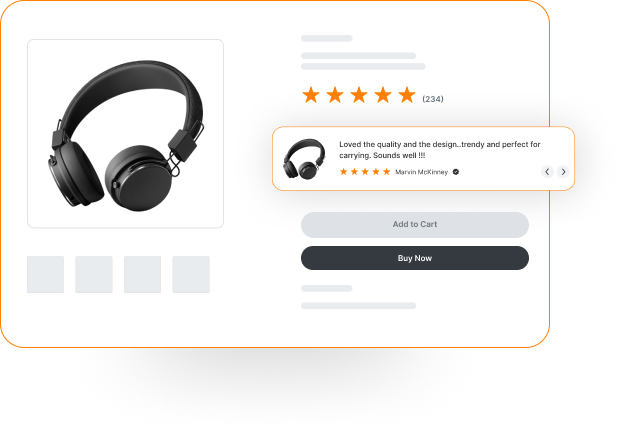 (234)
Loved the quality and the design..trendy and perfect for
carrying. Sounds well !!!
Marvin McKinney
Add to Cart
Buy Now